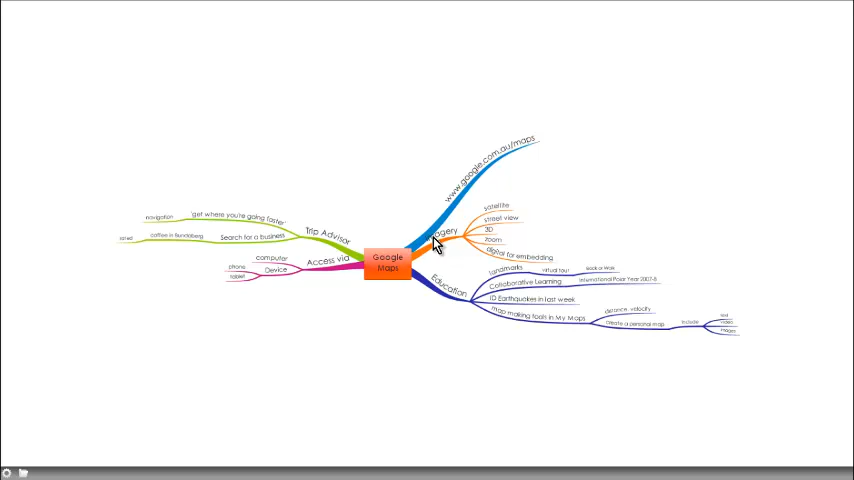 Google
Maps
www.google.com.au/maps
satellite
street view
3D
zoom
digital for embedding
Education
landmarks
virtual tour
Collaborative Learning
International Polar Year 2007-8
ID Earthquakes in last week
map making tools in My Maps
distance velocity
create a personal map
include
text
video
images
Trip Advisor
'get where you're going faster'
navigation
Search for a business
coffee in Bundaberg
Access via
computer
Device
phone
tablet